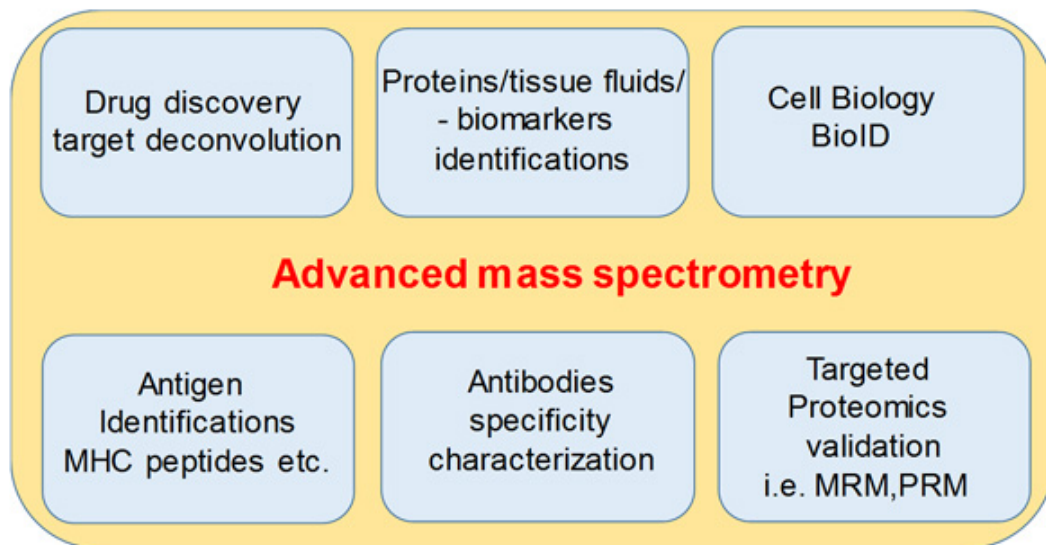 Drug discovery
target deconvolution
Proteins/tissue fluids/
- biomarkers
identifications
Cell Biology
BioID
Advanced mass spectrometry
Antigen
Identifications
MHC peptides etc.
Antibodies
specificity
characterization
Targeted
Proteomics
validation
i.e. MRM,PRM